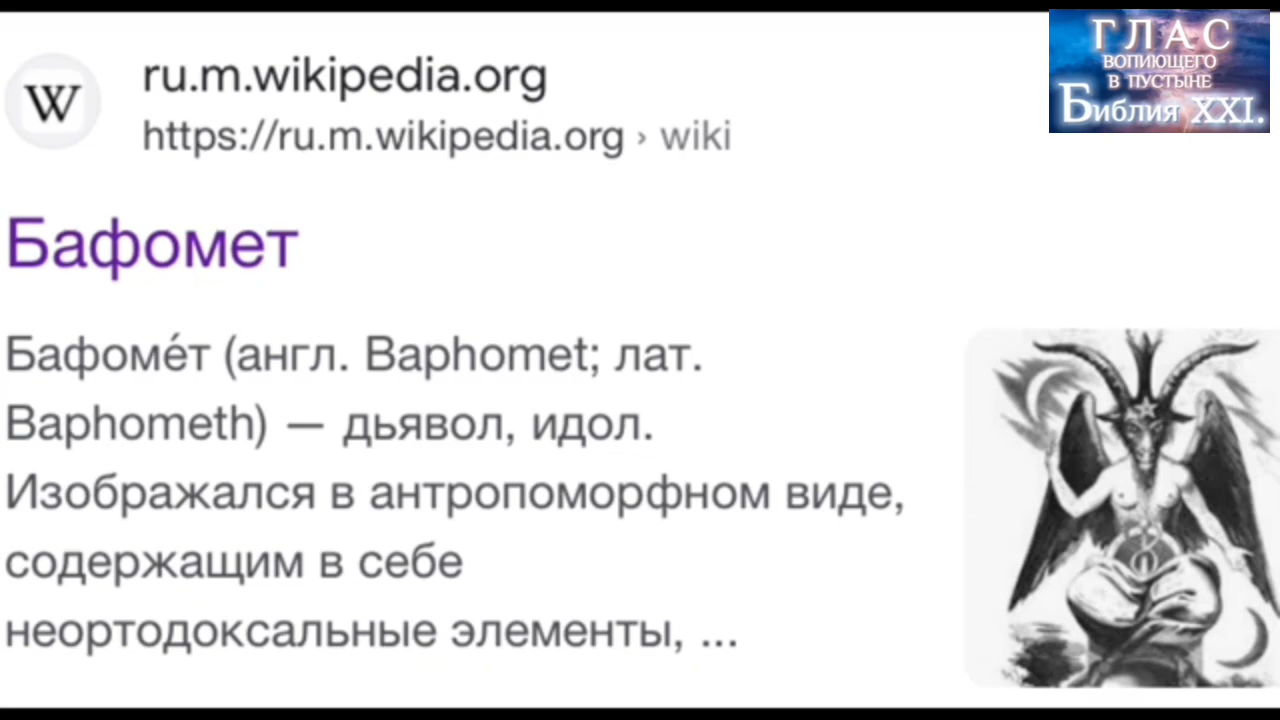 ГЛАС
ВОПИЮЩЕГО
В ПУСТЫНЕ
Библия XXI.
W
ru.m.wikipedia.org
https://ru.m.wikipedia.org › wiki
Бафомет
Бафоме́т (англ. Baphomet; лат.
Baphometh) — дьявол, идол.
Изображался в антропоморфном виде,
содержащим в себе
неортодоксальные элементы, ...